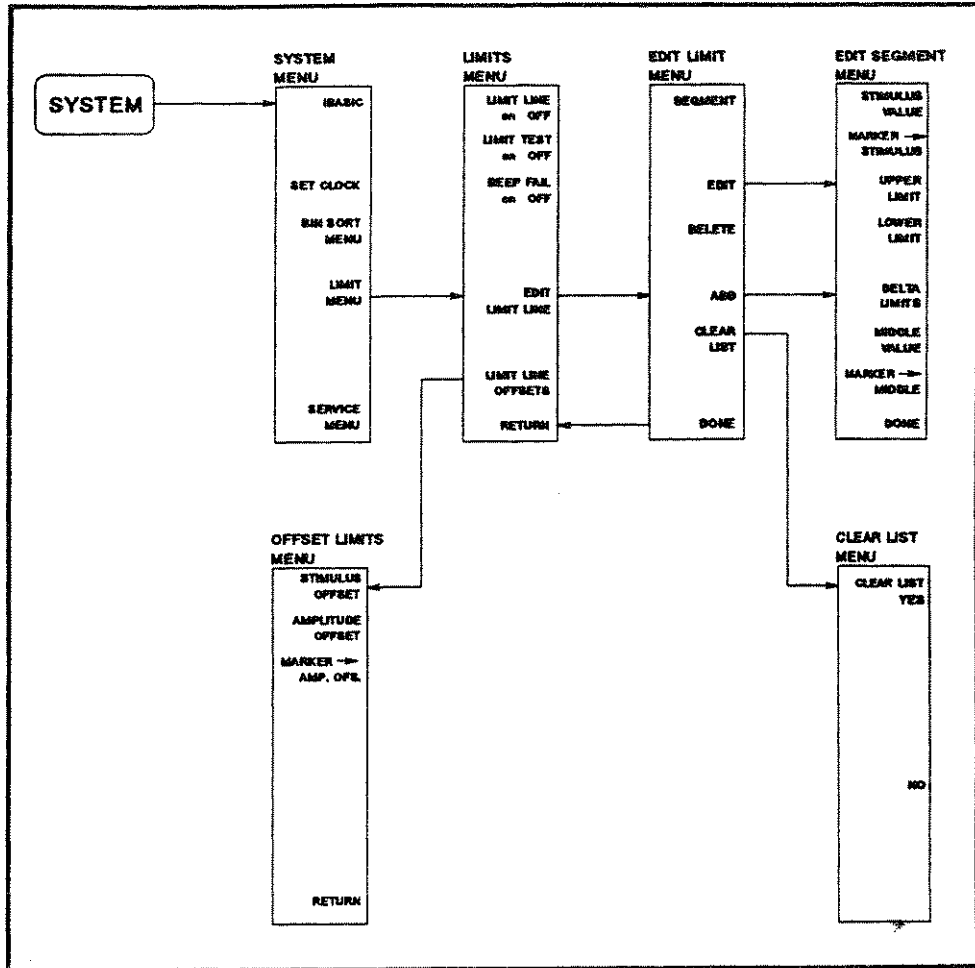 SYSTEM
SYSTEM
MENU
IBASIC
SET CLOCK
BIN SORT
MENU
LIMIT
MENU
SERVICE
MENU
LIMITS
MENU
LIMIT LINE
on OFF
LIMIT TEST
on OFF
BEEP FAIL
on OFF
EDIT
LIMIT LINE
LIMIT LINE
OFFSETS
RETURN
EDIT LIMIT
MENU
SEGMENT
EDIT
DELETE
ADD
CLEAR
LIST
DONE
EDIT SEGMENT
MENU
STIMULUS
VALUE
MARKER →
STIMULUS
UPPER
LIMIT
LOWER
LIMIT
DELTA
LIMITS
MIDDLE
VALUE
MARKER →
MIDDLE
DONE
OFFSET LIMITS
MENU
STIMULUS
OFFSET
AMPLITUDE
OFFSET
MARKER →
AMP. OFS.
RETURN
CLEAR LIST
MENU
CLEAR LIST
YES
NO